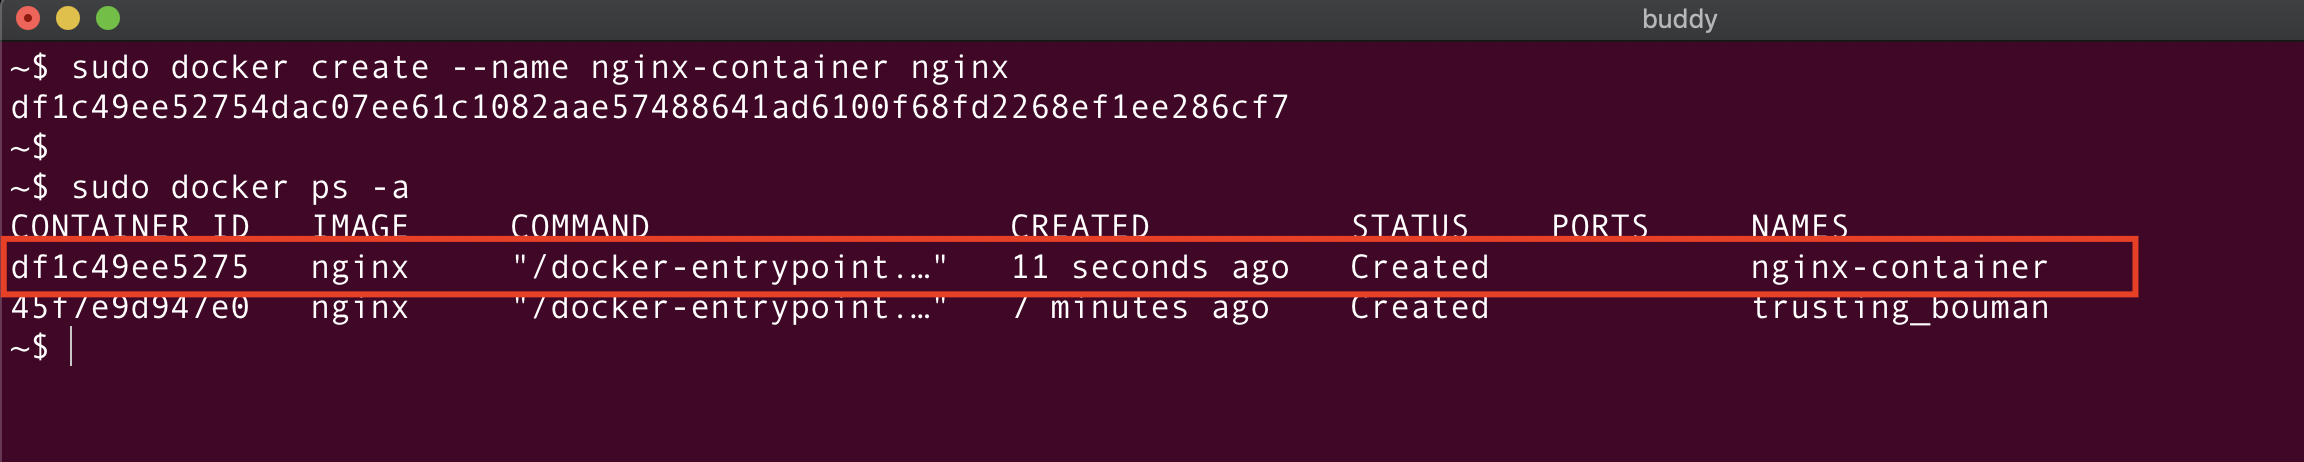 buddy
~$ sudo docker create --name nginx-container nginx
df1c49ee52754dac07ee61c1082aae57488641ad6100f68fd2268ef1ee286cf7
~$
~$ sudo docker ps -a
CONTAINER ID   IMAGE     COMMAND                  CREATED          STATUS    PORTS     NAMES
df1c49ee5275   nginx     "/docker-entrypoint.…"   11 seconds ago   Created             nginx-container
45f7e9d947e0   nginx     "/docker-entrypoint.…"   7 minutes ago    Created             trusting_bouman
~$